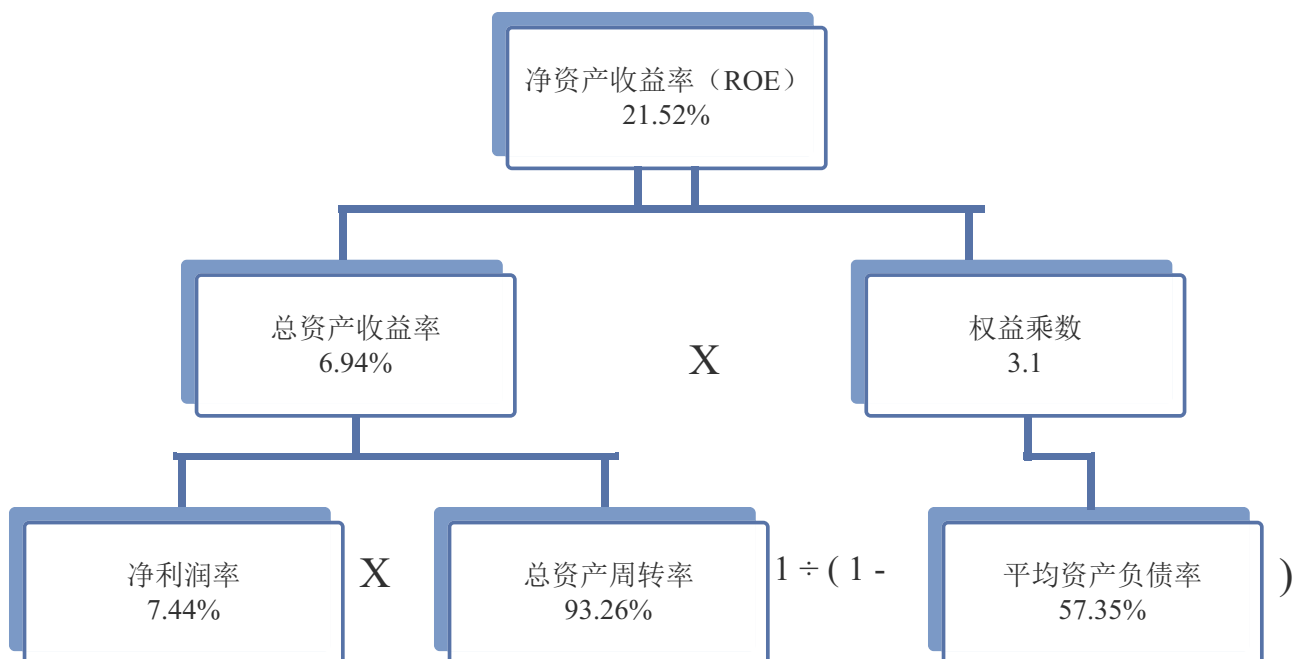 净资产收益率（ROE）
21.52%
总资产收益率
6.94%
X
权益乘数
3.1
净利润率
7.44%
X
总资产周转率
93.26%
1 ÷ ( 1 -
平均资产负债率
57.35%
)